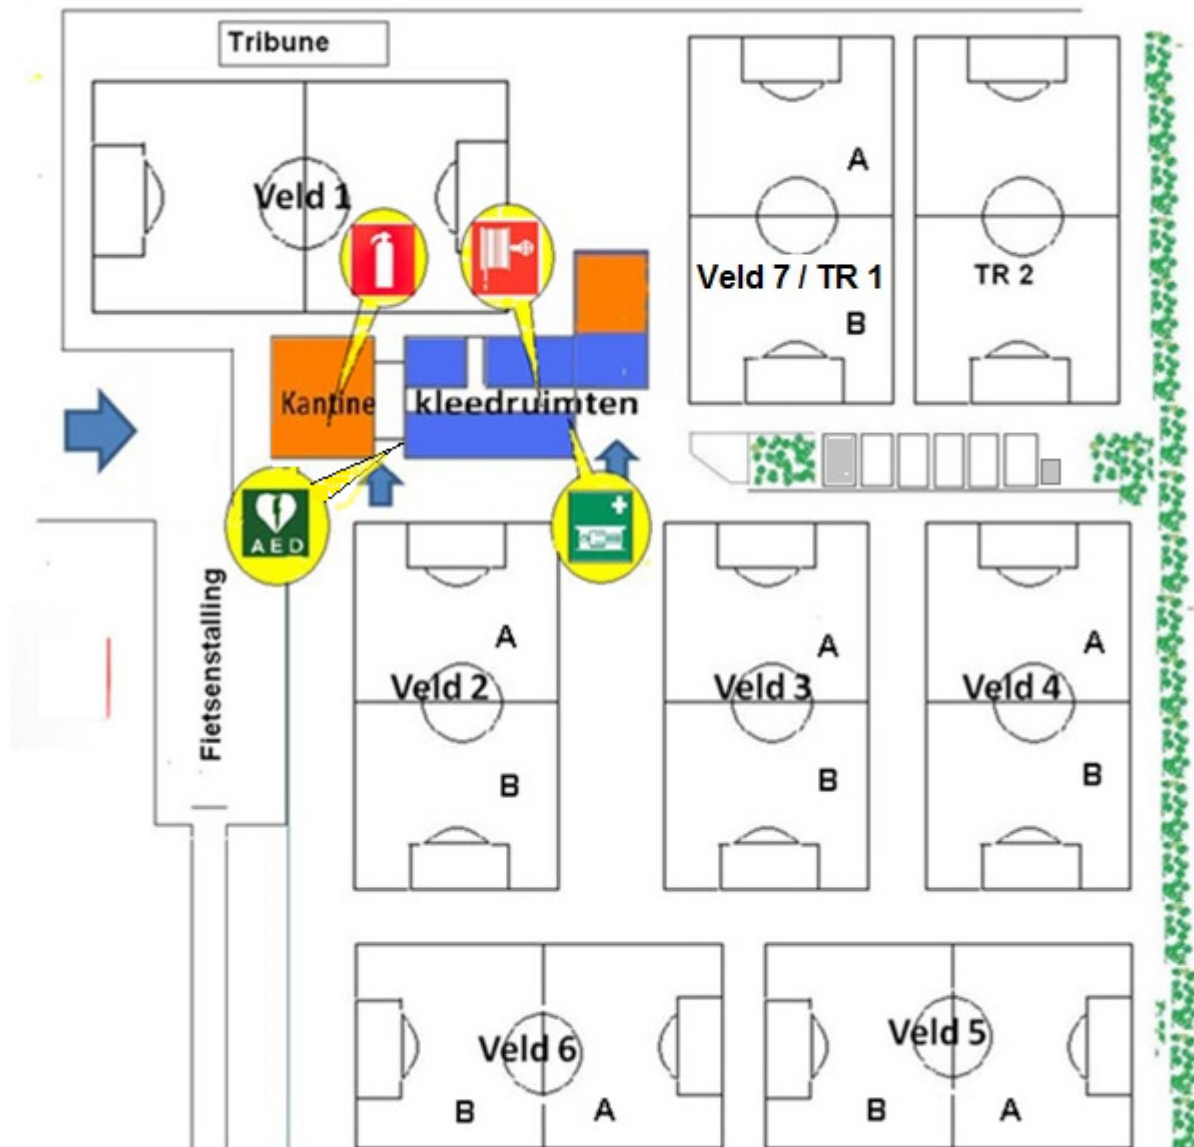 Tribune
Veld 1
A
Veld 7 / TR 1
TR 2
B
Kantine
kleedruimten
AED
Fietsenstalling
A
A
A
Veld 2
Veld 3
Veld 4
B
B
B
Veld 6
Veld 5
B
A
B
A